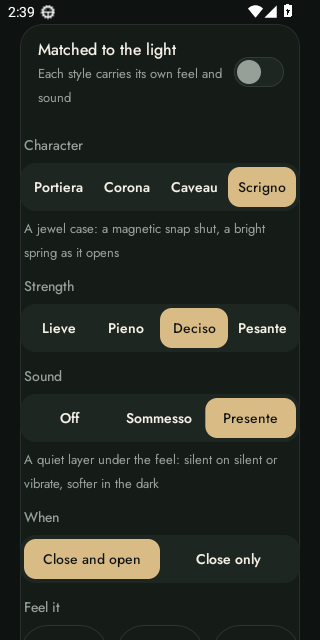 2:39
Matched to the light
Each style carries its own feel and
sound
Character
Portiera Corona Caveau Scrigno
A jewel case: a magnetic snap shut, a bright
spring as it opens
Strength
Lieve Pieno Deciso Pesante
Sound
Off Sommesso Presente
A quiet layer under the feel: silent on silent or
vibrate, softer in the dark
When
Close and open Close only
Feel it